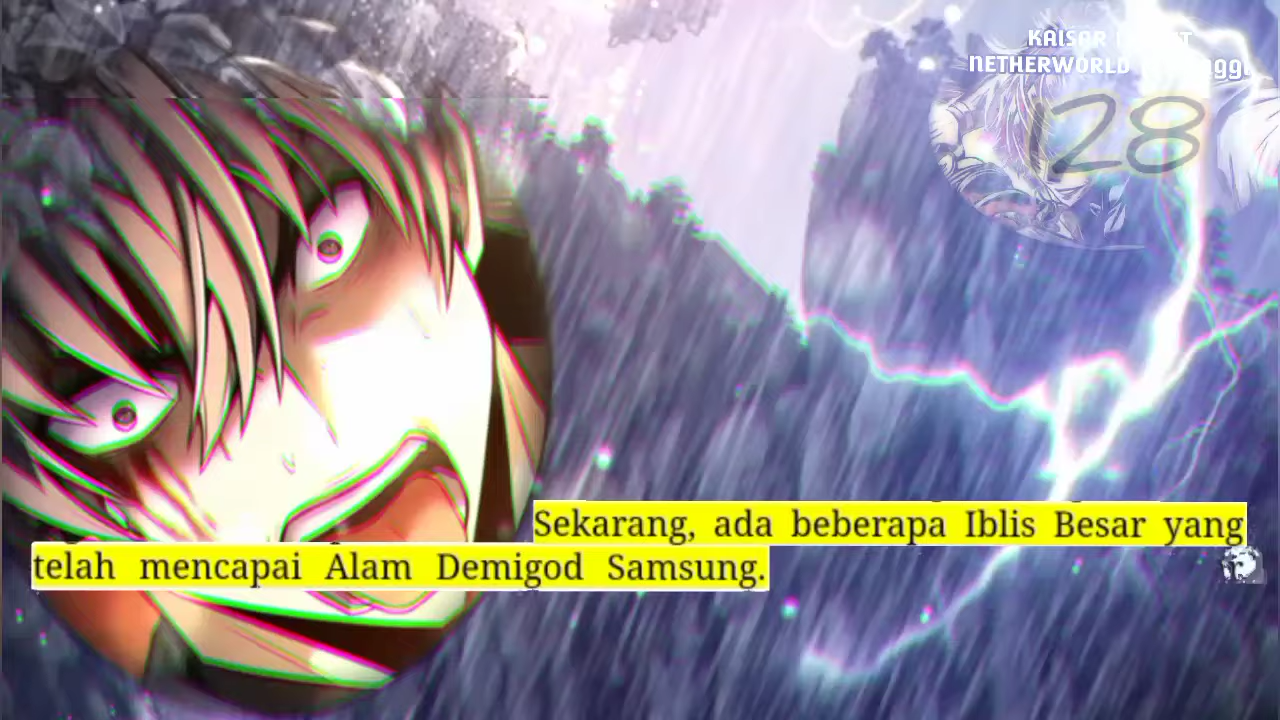 KAISAR
NETHERWORLD
128
Sekarang, ada beberapa Iblis Besar yang
telah mencapai Alam Demigod Samsung.